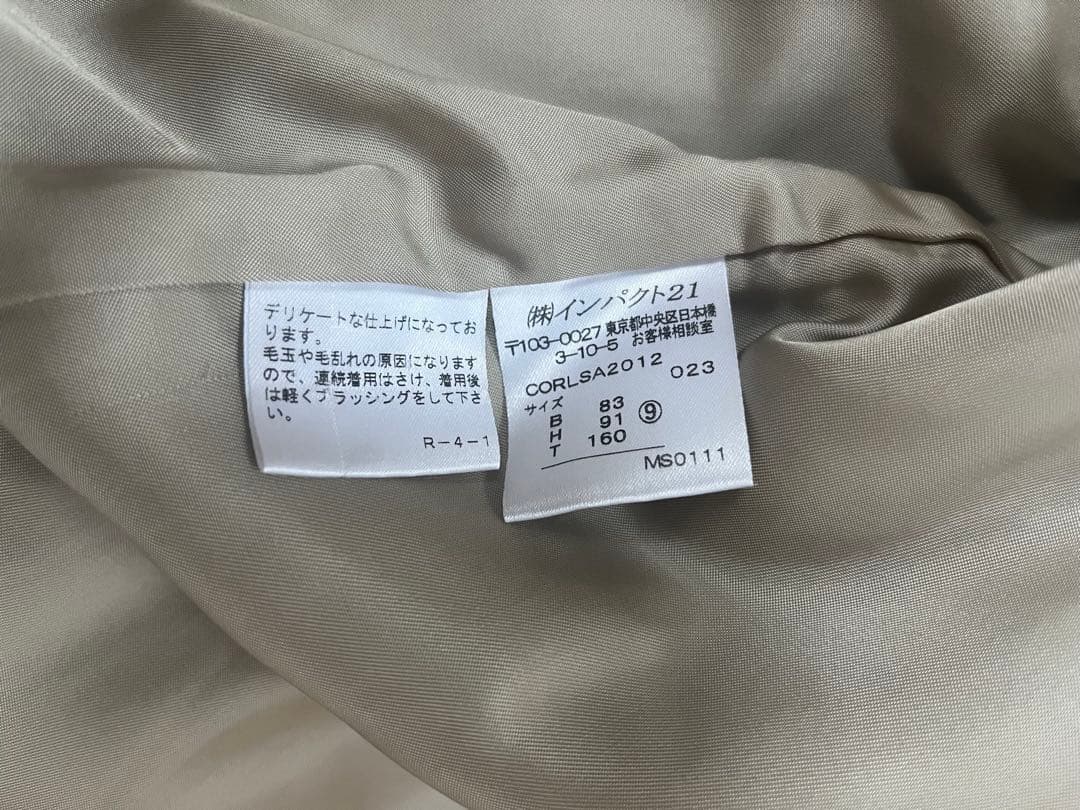 デリケートな仕上げになってお
ります。
毛玉や毛乱れの原因になります
ので、連続着用はさけ、着用後
は軽くブラッシングをして下さ
い。
R-4-1
(株)インパクト21
〒103-0027 東京都中央区日本橋
3-10-5 お客様相談室
CORLSA2012 023
サイズ
B 83
H 91 ⑨
T 160
MS0111